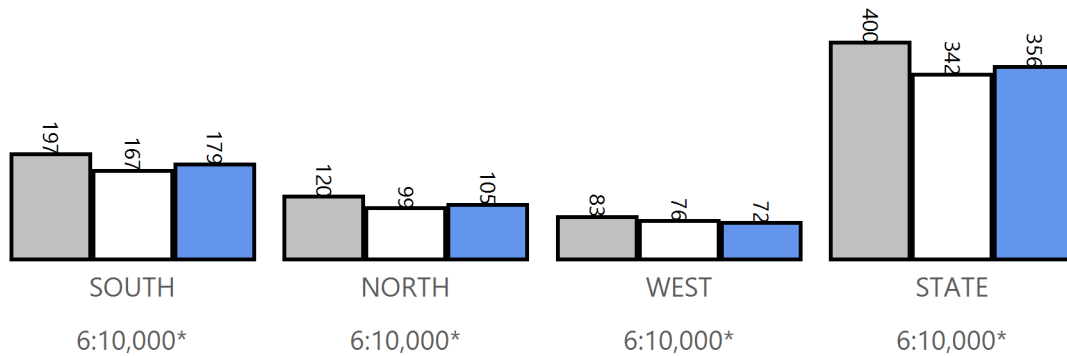 197 167 179
120 99 105
83 76 72
400 342 356
SOUTH NORTH WEST STATE
6:10,000* 6:10,000* 6:10,000* 6:10,000*